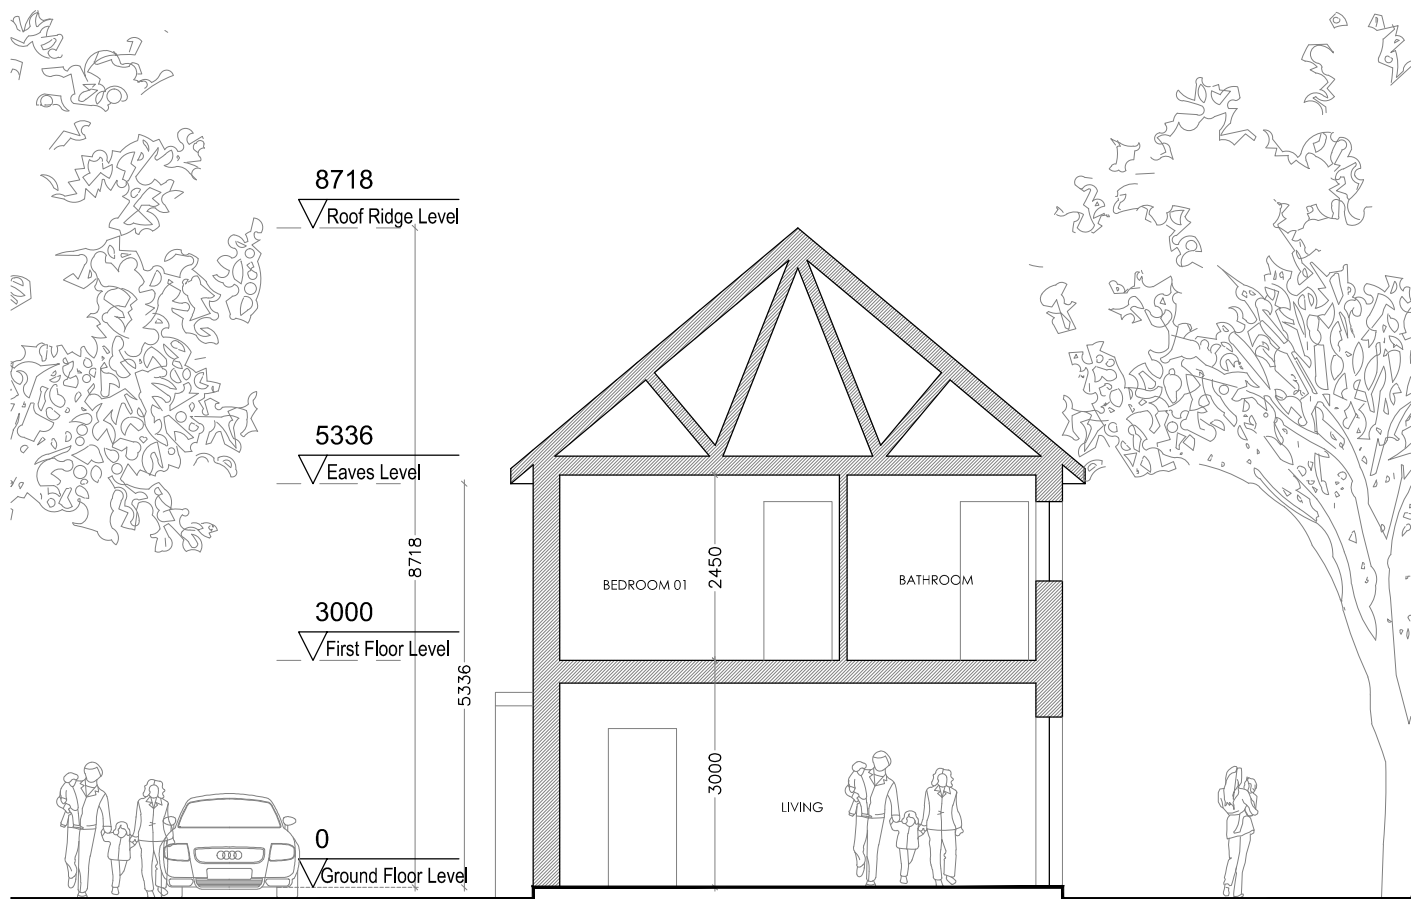 8718
Roof Ridge Level
5336
Eaves Level
8718
2450
BEDROOM 01
BATHROOM
3000
First Floor Level
5336
3000
LIVING
0
Ground Floor Level